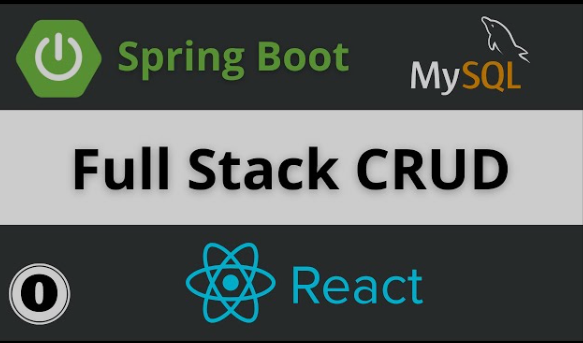 Spring Boot
MySQL
Full Stack CRUD
React
0